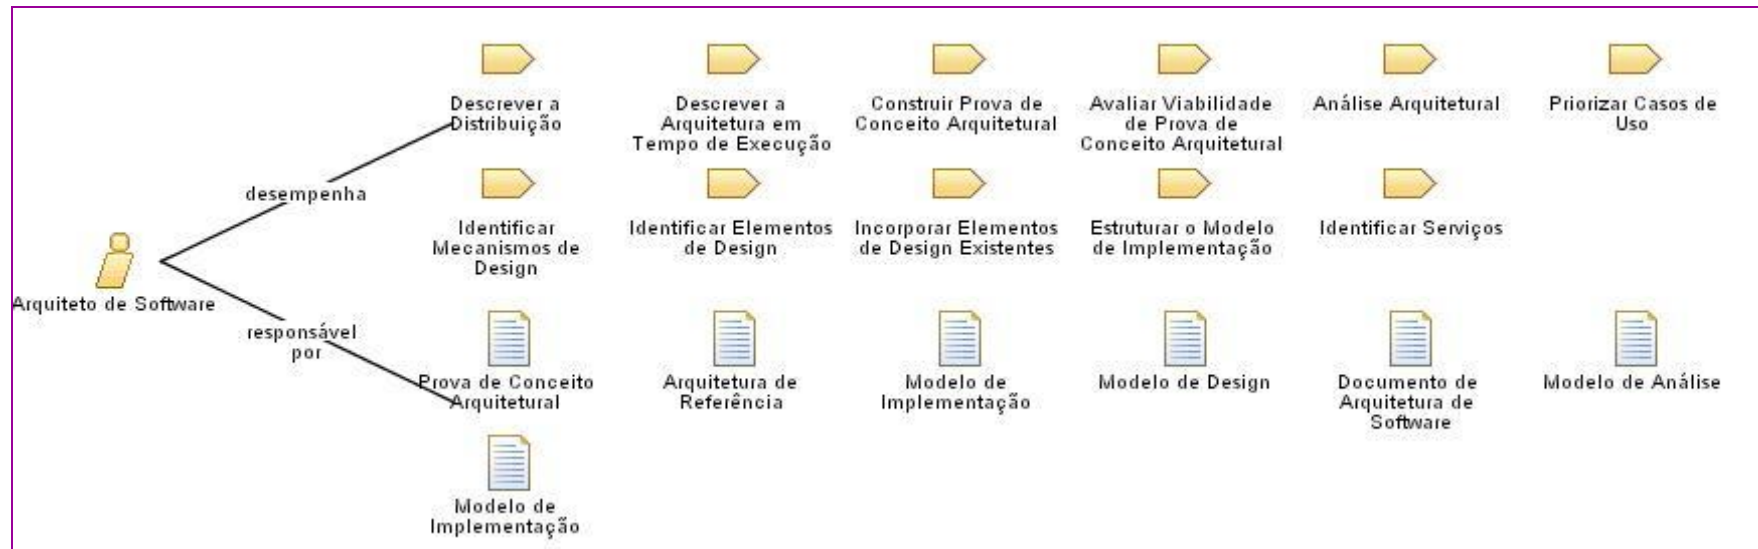 Descrever a
Distribuição
Descrever a
Arquitetura em
Tempo de Execução
Construir Prova de
Conceito Arquitetural
Avaliar Viabilidade
de Prova de
Conceito Arquitetural
Análise Arquitetural
Priorizar Casos de
Uso
desempenha
Identificar
Mecanismos de
Design
Identificar Elementos
de Design
Incorporar Elementos
de Design Existentes
Estruturar o Modelo
de Implementação
Identificar Serviços
Arquiteto de Software
responsável
por
Prova de Conceito
Arquitetural
Arquitetura de
Referência
Modelo de
Implementação
Modelo de Design
Documento de
Arquitetura de
Software
Modelo de Análise
Modelo de
Implementação